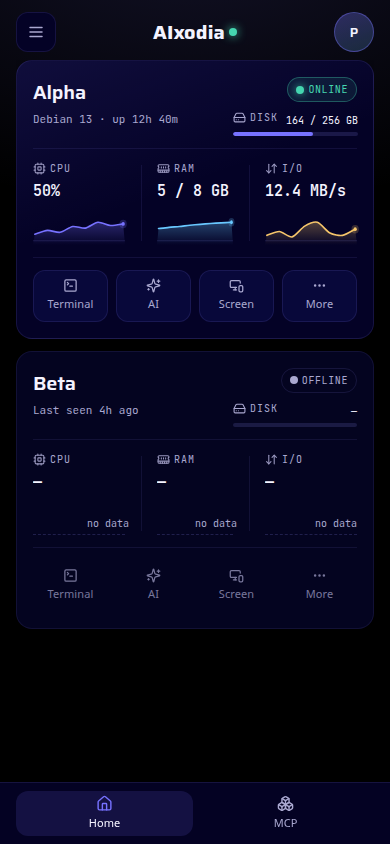 AIxodia
P
Alpha
ONLINE
Debian 13 · up 12h 40m
DISK 164 / 256 GB
CPU
RAM
I/O
50%
5 / 8 GB
12.4 MB/s
Terminal
AI
Screen
More
Beta
OFFLINE
Last seen 4h ago
DISK –
CPU
RAM
I/O
–
–
–
no data
no data
no data
Terminal
AI
Screen
More
Home
MCP